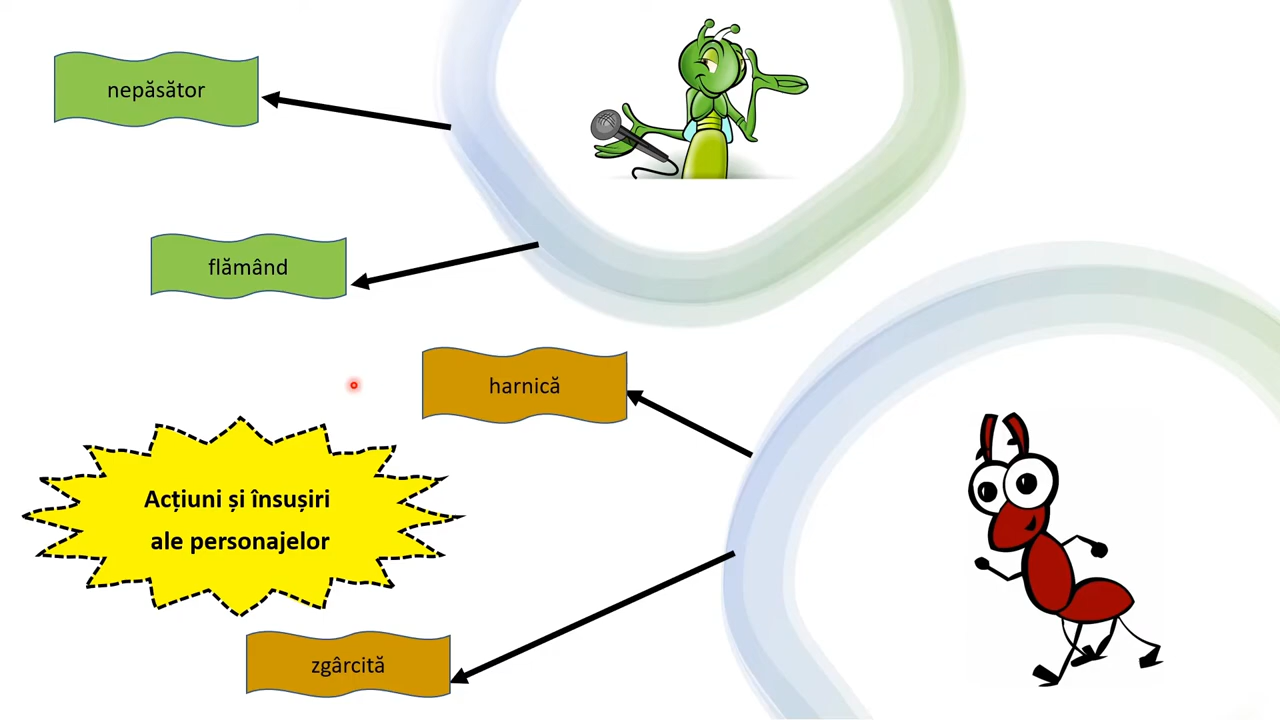 nepăsător
flămând
harnică
Acțiuni și însușiri
ale personajelor
zgârcită